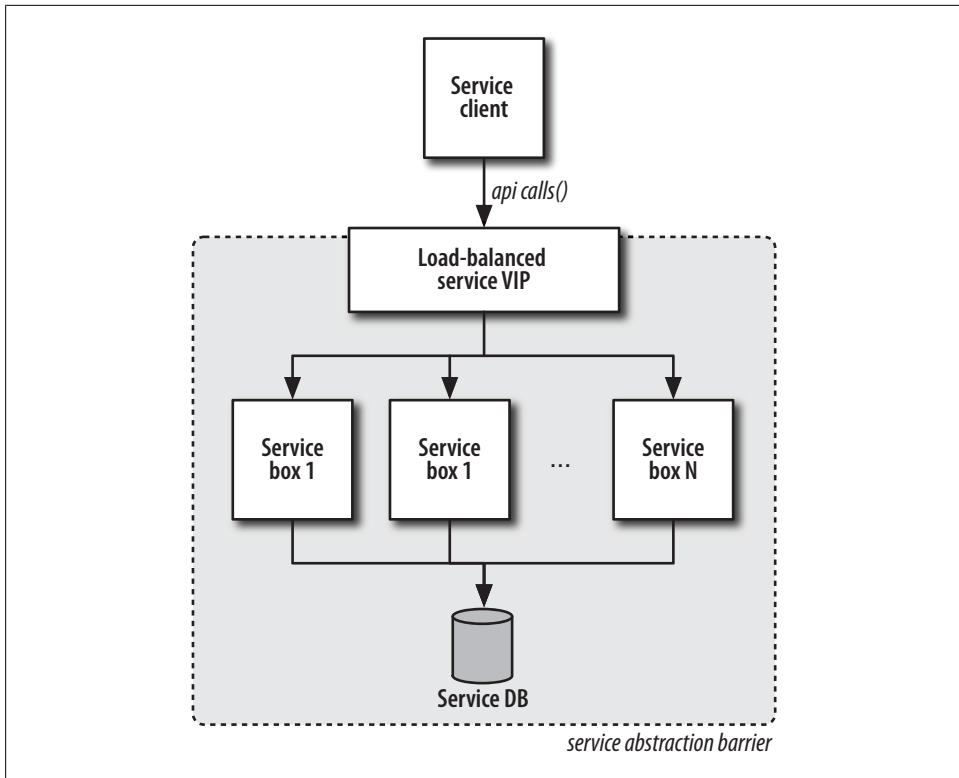 Service
client
api calls()
Load-balanced
service VIP
Service
box 1
Service
box 1
...
Service
box N
Service DB
service abstraction barrier